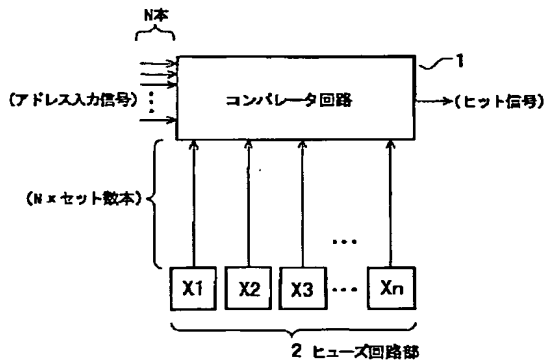 N本
1
(アドレス入力信号)
コンパレータ回路
(ヒット信号)
(N×セット数本)
X1 X2 X3 ... Xn
2 ヒューズ回路部